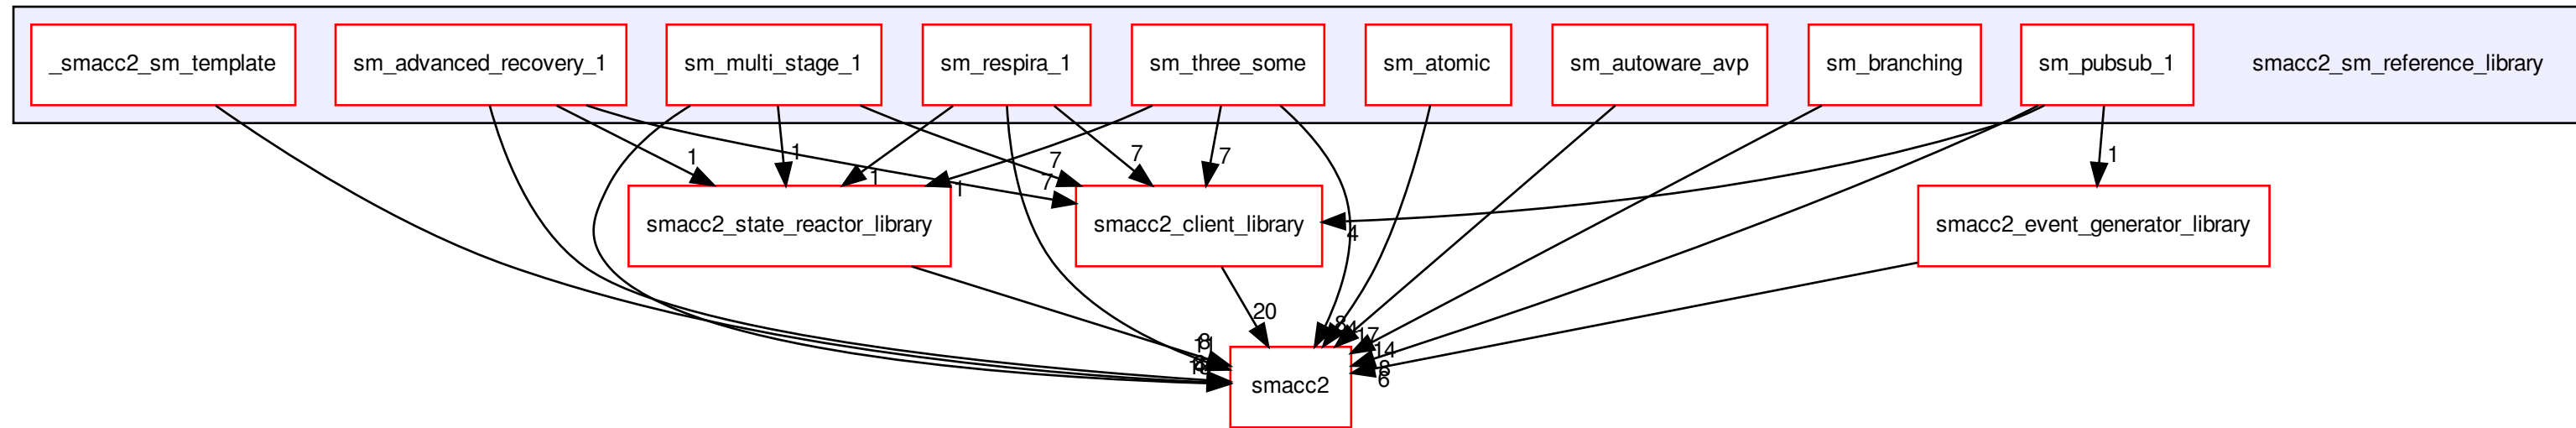 _smacc2_sm_template
sm_advanced_recovery_1
sm_multi_stage_1
sm_respira_1
sm_three_some
sm_atomic
sm_autoware_avp
sm_branching
sm_pubsub_1
smacc2_sm_reference_library
1
1
7
7
7
1
1
7
1
4
smacc2_state_reactor_library
smacc2_client_library
smacc2_event_generator_library
20
17
14
6
smacc2